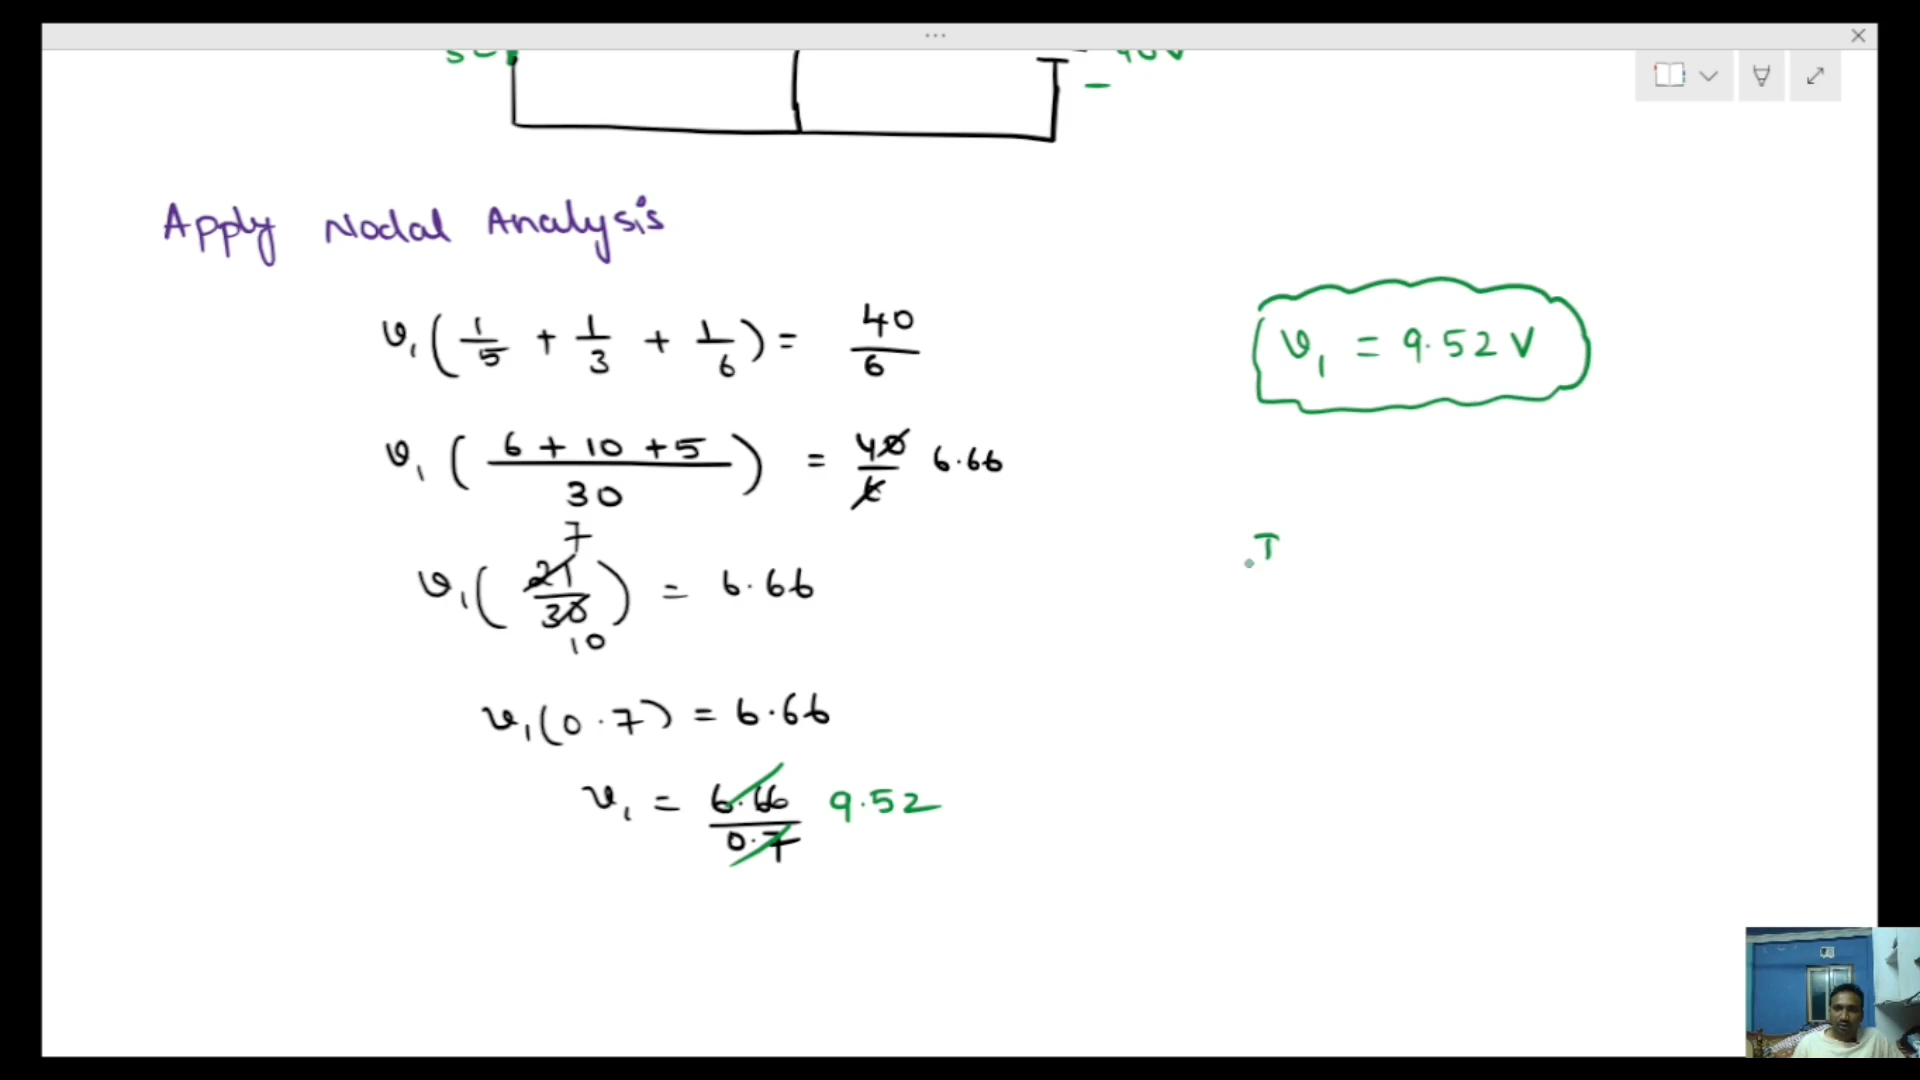 40V
Apply Nodal Analysis
v₁(1/5 + 1/3 + 1/6) = 40/6
v₁ = 9.52 V
v₁(6 + 10 + 5 / 30) = 40/6 6.66
7
v₁(21/30) = 6.66
10
I
v₁(0.7) = 6.66
v₁ = 6.66/0.7 9.52